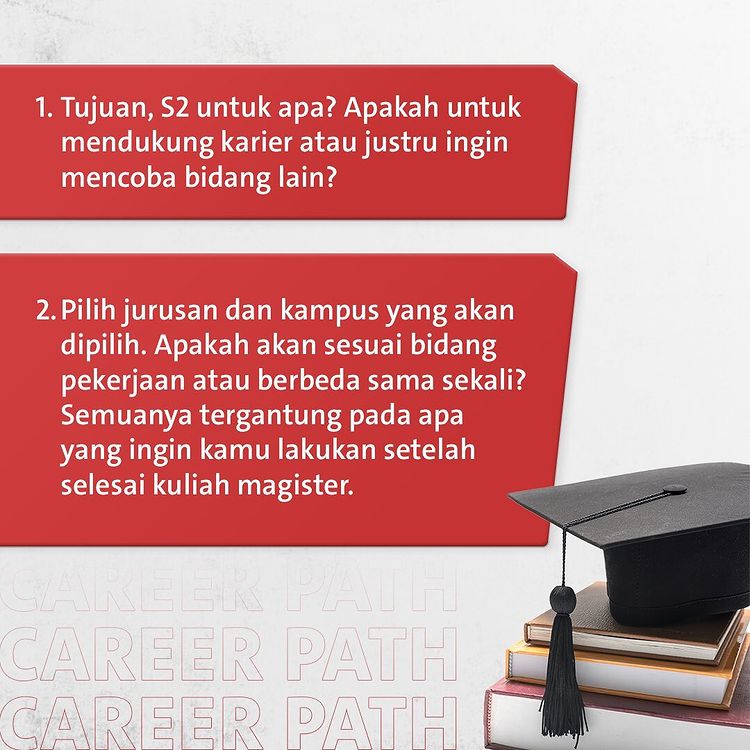 1. Tujuan, S2 untuk apa? Apakah untuk
mendukung karier atau justru ingin
mencoba bidang lain?
2. Pilih jurusan dan kampus yang akan
dipilih. Apakah akan sesuai bidang
pekerjaan atau berbeda sama sekali?
Semuanya tergantung pada apa
yang ingin kamu lakukan setelah
selesai kuliah magister.
CAREER PATH
CAREER PATH
CAREER PATH